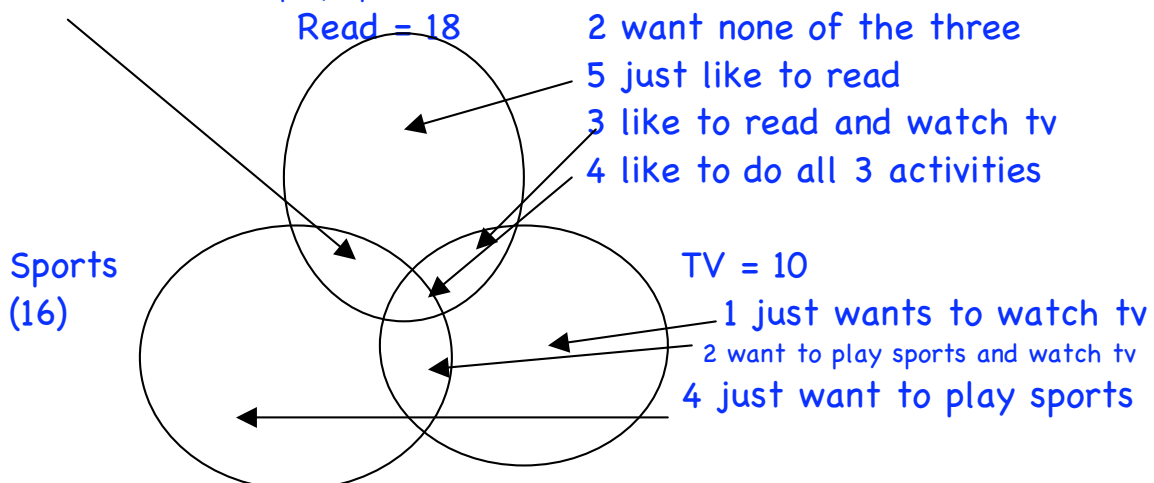 Read = 18
2 want none of the three
5 just like to read
3 like to read and watch tv
4 like to do all 3 activities
Sports
(16)
TV = 10
1 just wants to watch tv
2 want to play sports and watch tv
4 just want to play sports